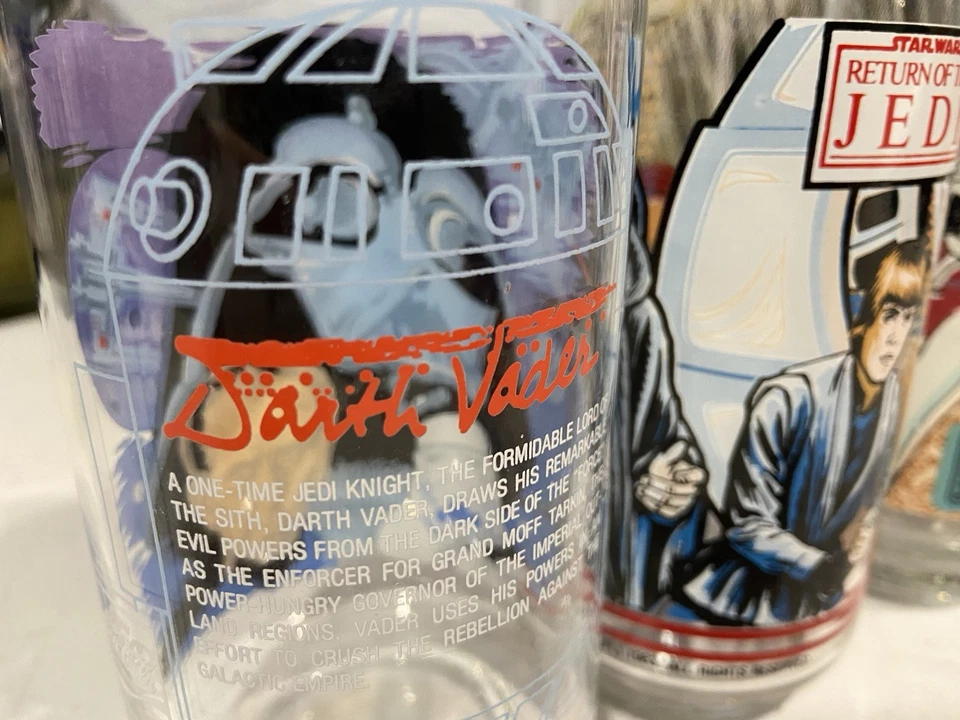 Darth Vader
A ONE-TIME JEDI KNIGHT, THE FORMIDABLE LORD OF
THE SITH, DARTH VADER, DRAWS HIS REMARKABLE
EVIL POWERS FROM THE DARK SIDE OF THE "FORCE
AS THE ENFORCER FOR GRAND MOFF TARKIN, THE
POWER-HUNGRY GOVERNOR OF THE IMPERIAL OUT
LAND REGIONS, VADER USES HIS POWERS
EFFORT TO CRUSH THE REBELLION AGAINST
GALACTIC EMPIRE.
STAR WARS
RETURN OF T
JEDI
ALL RIGHTS RESERVED